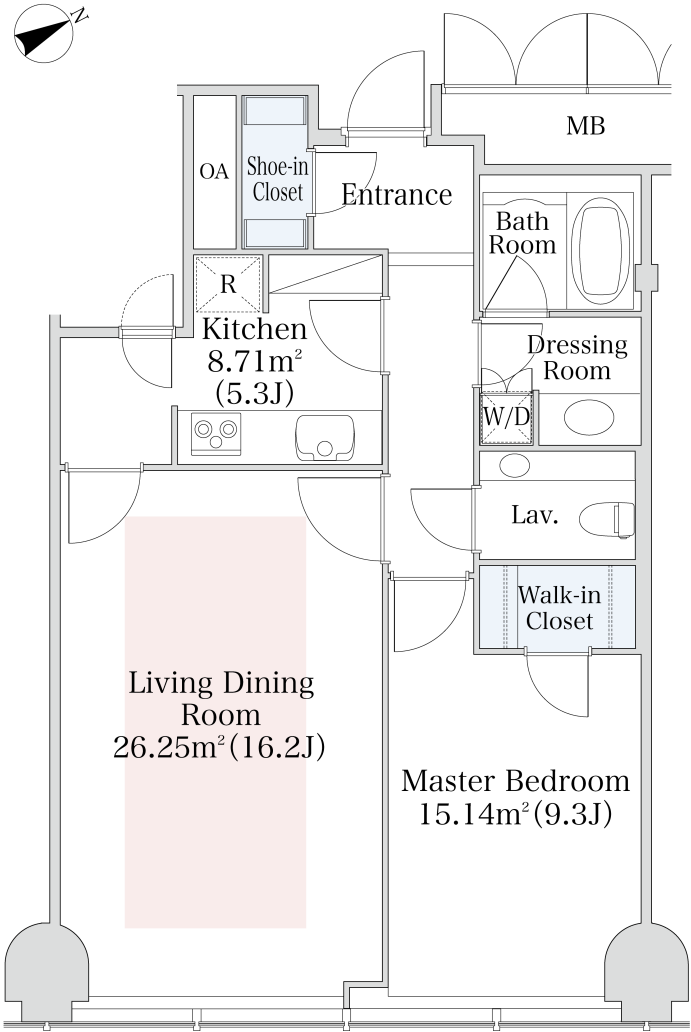 N
MB
OA
Shoe-in
Closet
Entrance
Bath
Room
R
Kitchen
8.71m²
(5.3J)
Dressing
Room
W/D
Lav.
Walk-in
Closet
Living Dining
Room
26.25m²(16.2J)
Master Bedroom
15.14m²(9.3J)